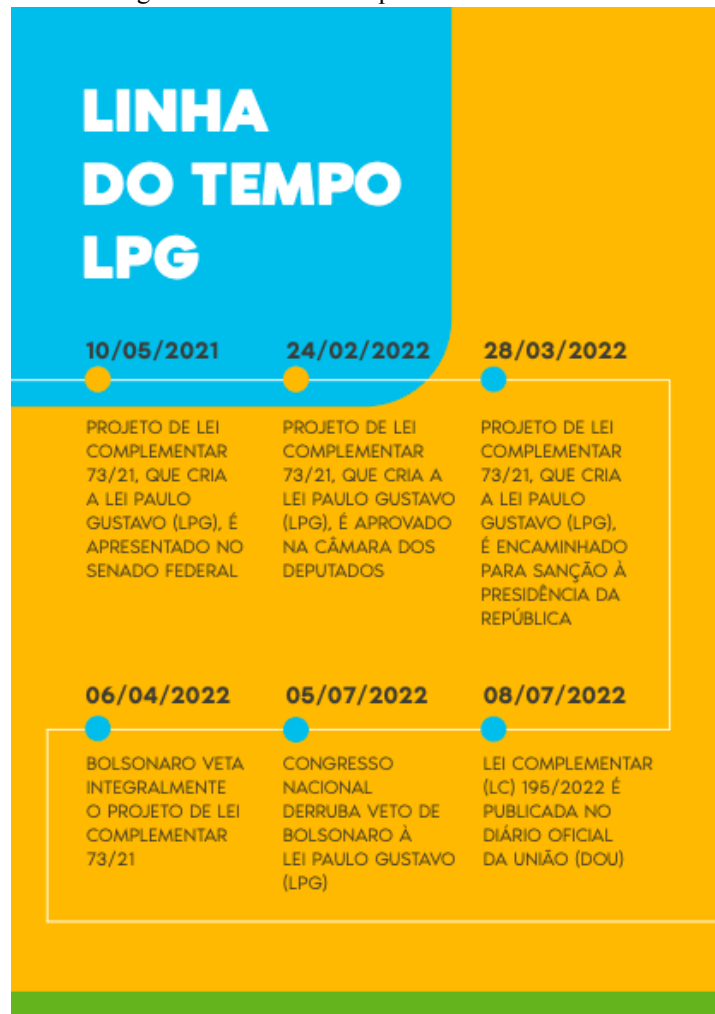 LINHA
DO TEMPO
LPG
10/05/2021
PROJETO DE LEI
COMPLEMENTAR
73/21, QUE CRIA
A LEI PAULO
GUSTAVO (LPG), É
APRESENTADO NO
SENADO FEDERAL
24/02/2022
PROJETO DE LEI
COMPLEMENTAR
73/21, QUE CRIA A
LEI PAULO GUSTAVO
(LPG), É APROVADO
NA CÂMARA DOS
DEPUTADOS
28/03/2022
PROJETO DE LEI
COMPLEMENTAR
73/21, QUE CRIA
A LEI PAULO
GUSTAVO (LPG),
É ENCAMINHADO
PARA SANÇÃO À
PRESIDÊNCIA DA
REPÚBLICA
06/04/2022
BOLSONARO VETA
INTEGRALMENTE
O PROJETO DE LEI
COMPLEMENTAR
73/21
05/07/2022
CONGRESSO
NACIONAL
DERRUBA VETO DE
BOLSONARO À
LEI PAULO GUSTAVO
(LPG)
08/07/2022
LEI COMPLEMENTAR
(LC) 195/2022 É
PUBLICADA NO
DIÁRIO OFICIAL
DA UNIÃO (DOU)